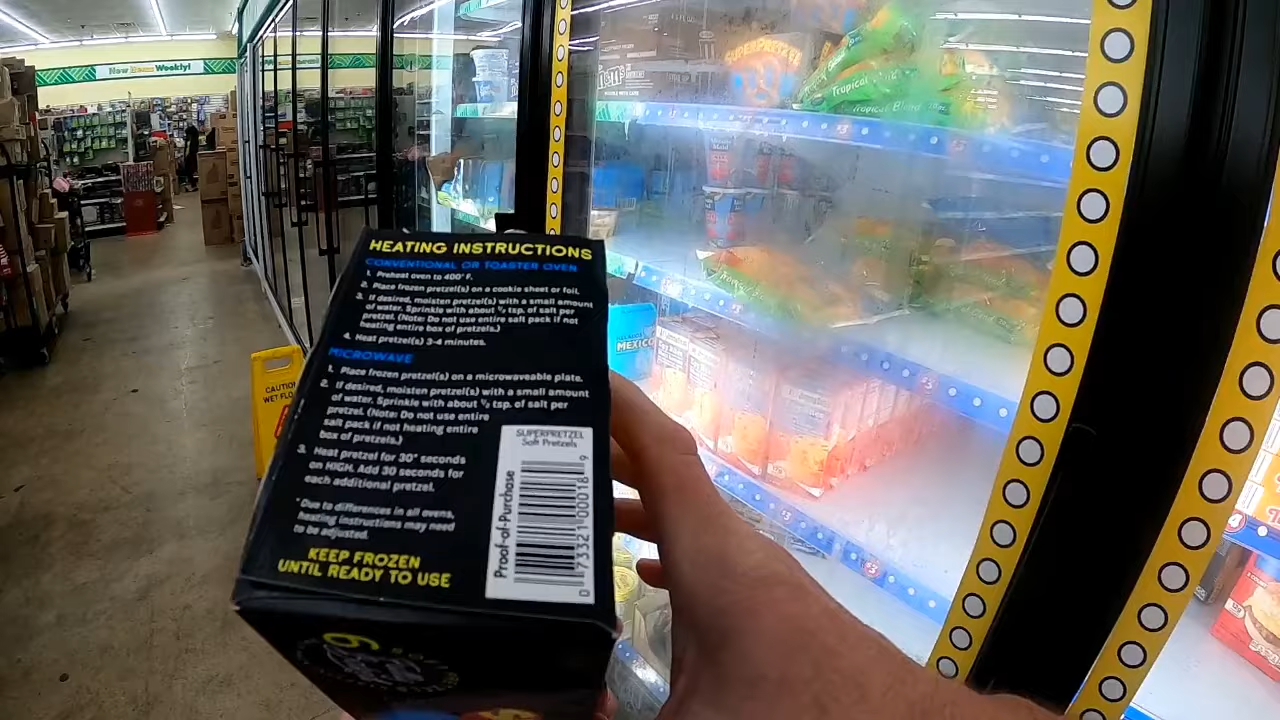 Now Weekly!
SUPERPRETZEL
Tropical
Tropical Blend
HEATING INSTRUCTIONS
CONVENTIONAL OR TOASTER OVEN
1. Preheat oven to 400° F.
2. Place frozen pretzel(s) on a cookie sheet or foil.
3. If desired, moisten pretzel(s) with a small amount
of water. Sprinkle with about ½ tsp. of salt per
pretzel. (Note: Do not use entire salt pack if not
heating entire box of pretzels.)
4. Heat pretzel(s) 3-4 minutes.
MICROWAVE
1. Place frozen pretzel(s) on a microwaveable plate.
2. If desired, moisten pretzel(s) with a small amount
of water. Sprinkle with about ½ tsp. of salt per
pretzel. (Note: Do not use entire
salt pack if not heating entire
box of pretzels.)
3. Heat pretzel for 30* seconds
on HIGH. Add 30 seconds for
each additional pretzel.
*Due to differences in all ovens,
heating instructions may need
to be adjusted.
KEEP FROZEN
UNTIL READY TO USE
SUPERPRETZEL
Soft Pretzels
Proof-of-Purchase
0 73321 00018 9
6 SOFT
CAUTION
WET FLO
MEXICO
$3
$3
$3